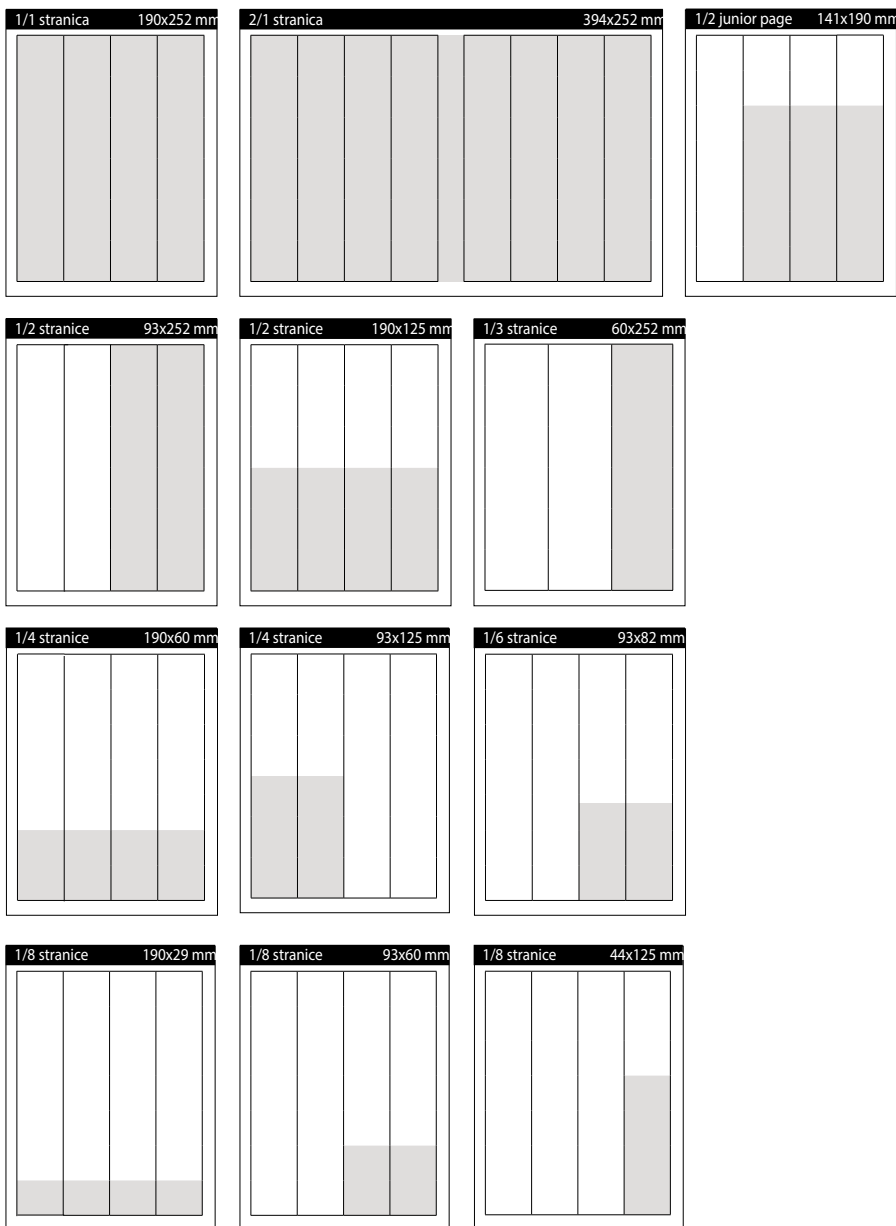 1/1 stranica 190x252 mm
2/1 stranica 394x252 mm
1/2 junior page 141x190 mm
1/2 stranice 93x252 mm
1/2 stranice 190x125 mm
1/3 stranice 60x252 mm
1/4 stranice 190x60 mm
1/4 stranice 93x125 mm
1/6 stranice 93x82 mm
1/8 stranice 190x29 mm
1/8 stranice 93x60 mm
1/8 stranice 44x125 mm